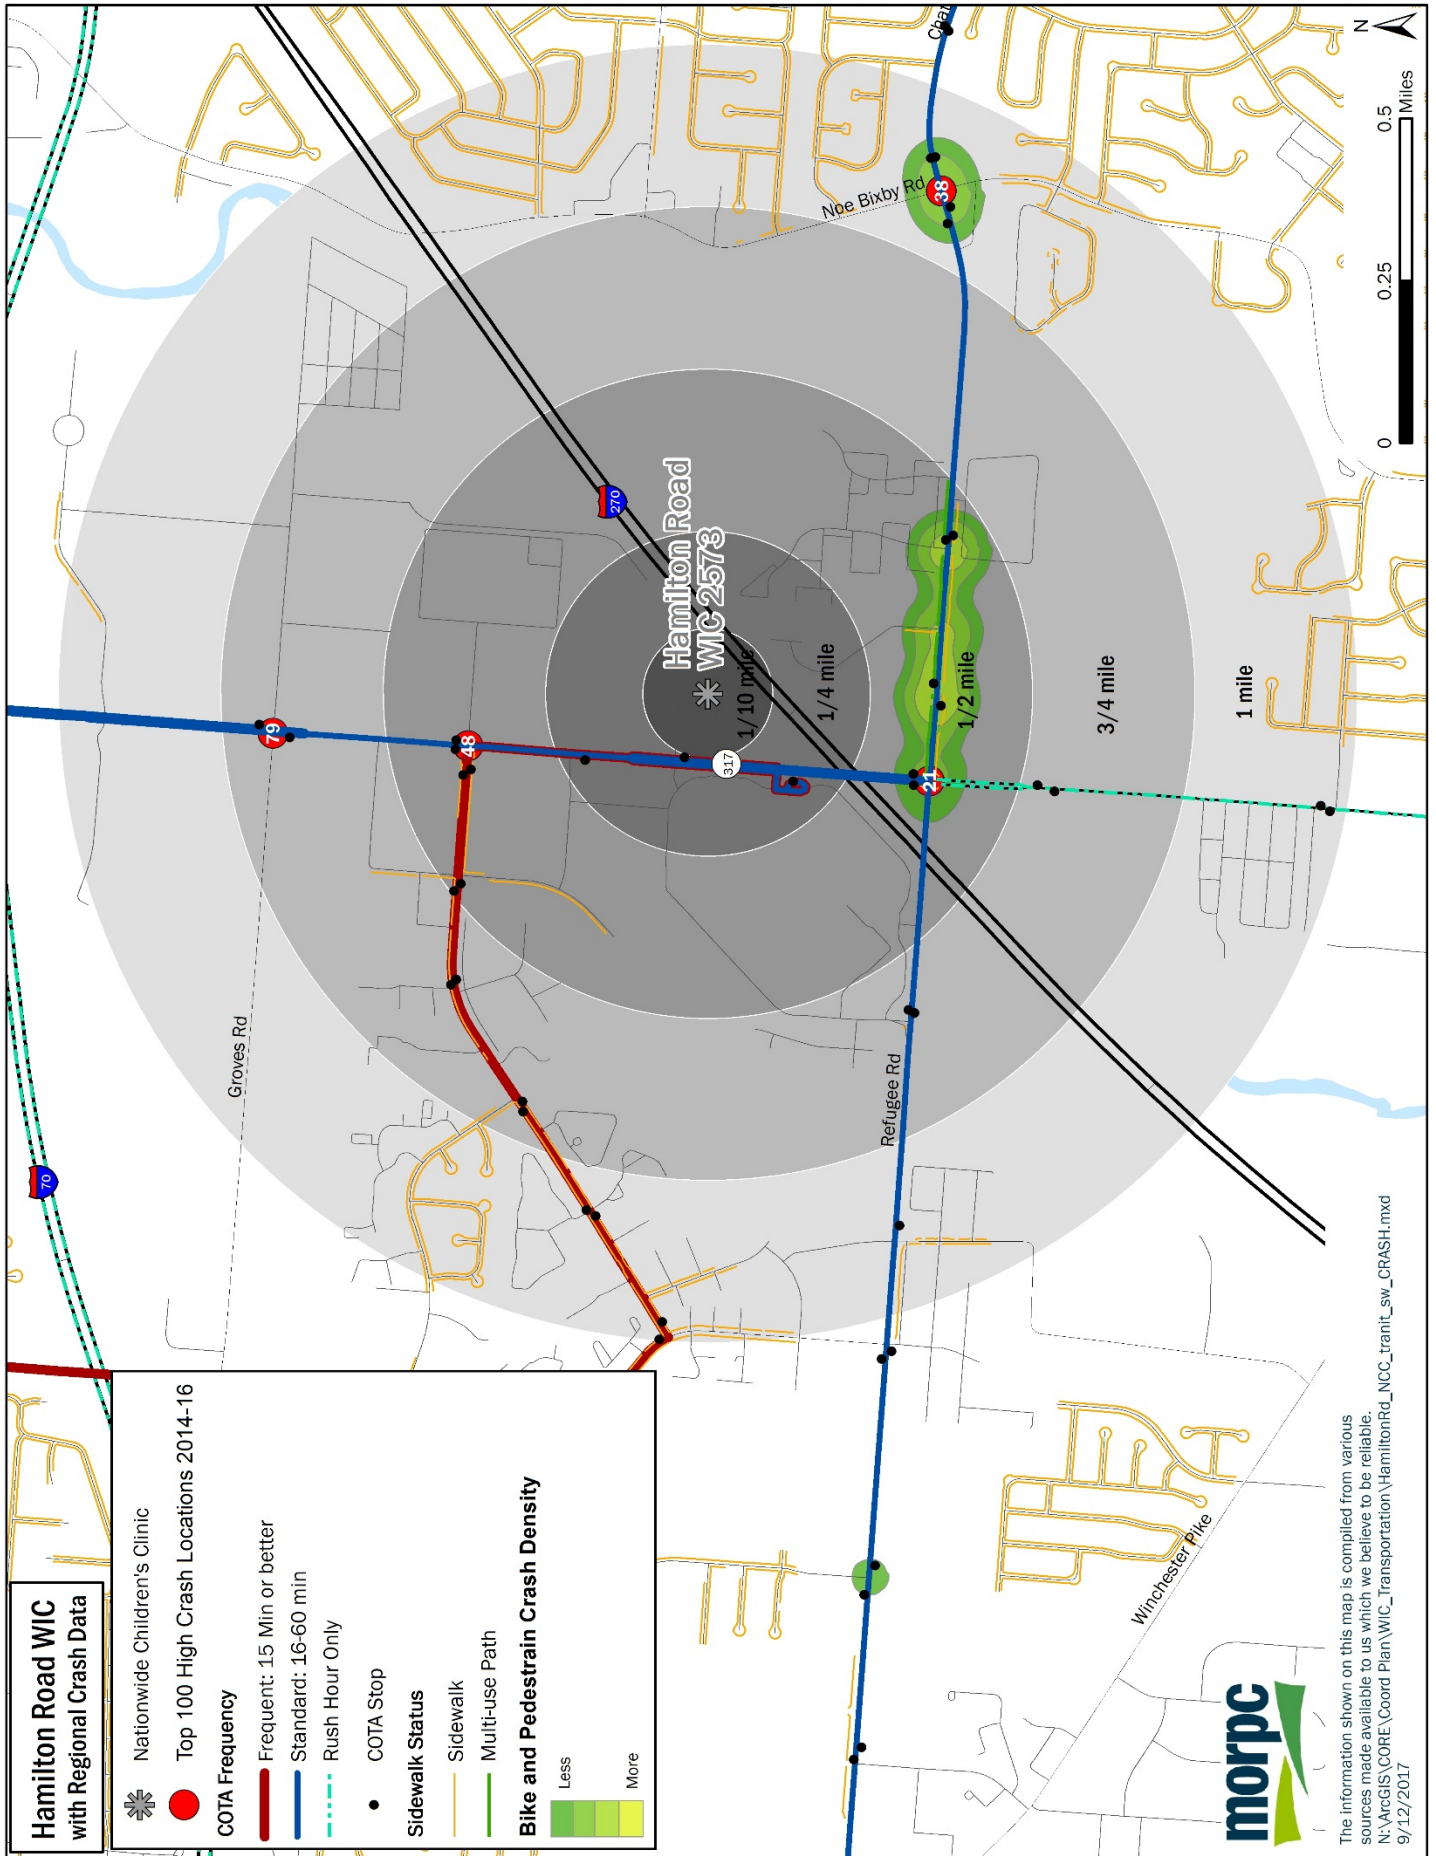 Hamilton Road WIC
with Regional Crash Data
Nationwide Children's Clinic
Top 100 High Crash Locations 2014-16
COTA Frequency
Frequent: 15 Min or better
Standard: 16-60 min
Rush Hour Only
COTA Stop
Sidewalk Status
Sidewalk
Multi-use Path
Bike and Pedestrain Crash Density
Less
More
70
Groves Rd
79
48
270
Hamilton Road
WIC 2573
317
1/10 mile
1/4 mile
1/2 mile
3/4 mile
1 mile
21
38
Noe Bixby Rd
Refugee Rd
Winchester Pike
Chat
N
0
0.25
0.5
Miles
morpc
The information shown on this map is compiled from various
sources made available to us which we believe to be reliable.
N:\ArcGIS\CORE\Coord Plan\WIC_Transportation\HamiltonRd_NCC_tranit_sw_CRASH.mxd
9/12/2017